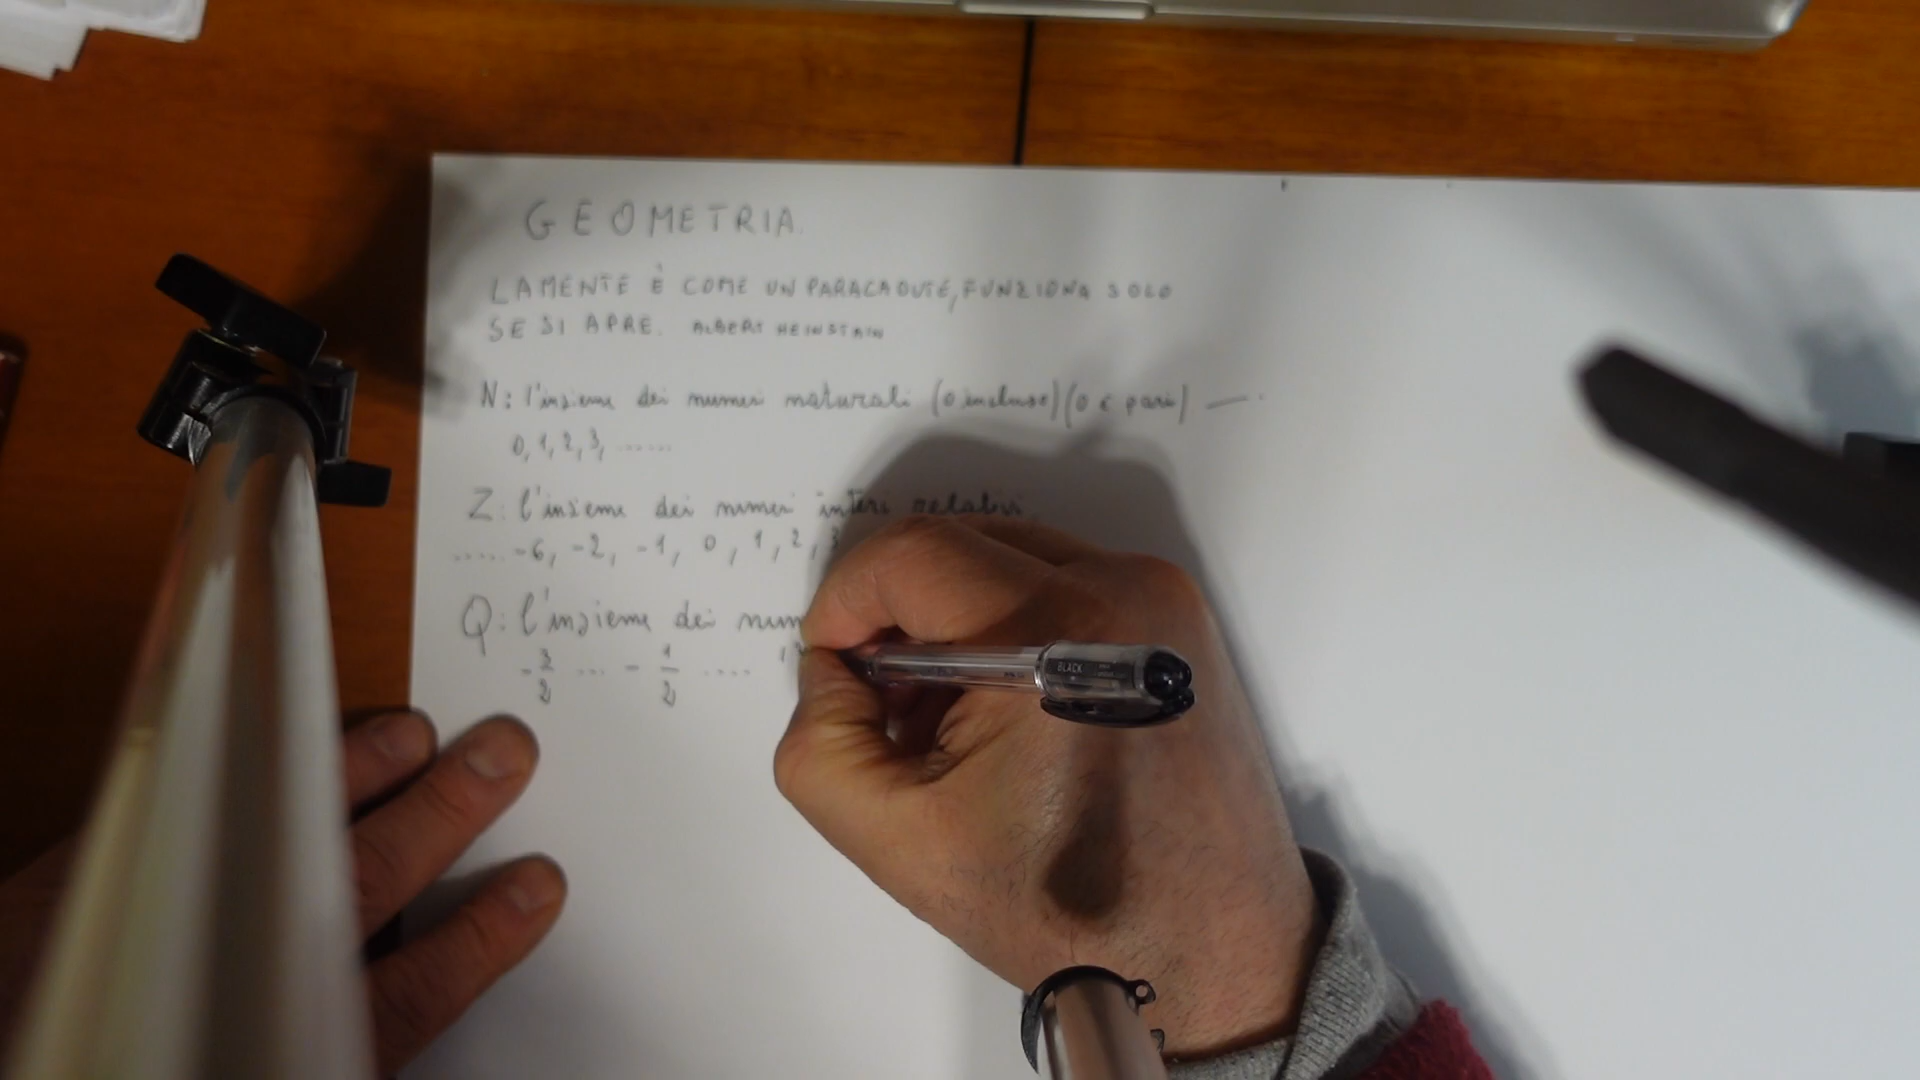 GEOMETRIA.
LA MENTE È COME UN PARACADUTE, FUNZIONA SOLO
SE SI APRE. ALBERT HEINSTAIN
N: l'insieme dei numeri naturali (0 incluso) (0 è pari) —
0, 1, 2, 3, ......
Z: l'insieme dei numeri interi relativi
..... -6, -2, -1, 0, 1, 2, 3
Q: l'insieme dei num
-3/2 ... - 1/2 ....
BLACK